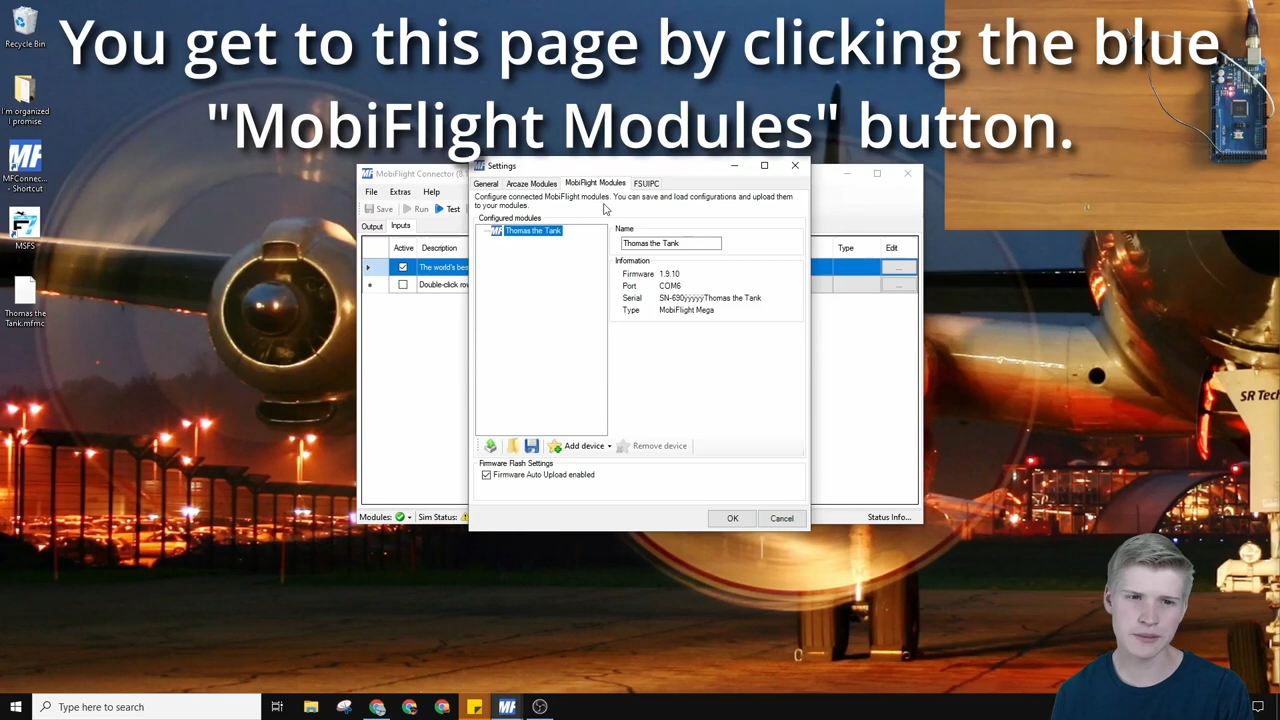 You get to this page by clicking the blue
"MobiFlight Modules" button.
Recycle Bin
I'm organized
I promise
MFConnec...
- Shortcut
MSFS
Thomas the
Tank.mfmc
MobiFlight Connector (8.
File Extras Help
Save Run Test
Output Inputs
Active Description
The world's bes
Double-click row
Modules: Sim Status:
Settings
General Arcaze Modules MobiFlight Modules FSUIPC
Configure connected MobiFlight modules. You can save and load configurations and upload them
to your modules.
Configured modules
Thomas the Tank
Name
Thomas the Tank
Information
Firmware 1.9.10
Port COM6
Serial SN-690ÿÿÿÿÿThomas the Tank
Type MobiFlight Mega
Add device Remove device
Firmware Flash Settings
Firmware Auto Upload enabled
OK Cancel
Type Edit
...
...
Status Info...
SR Tech
Type here to search